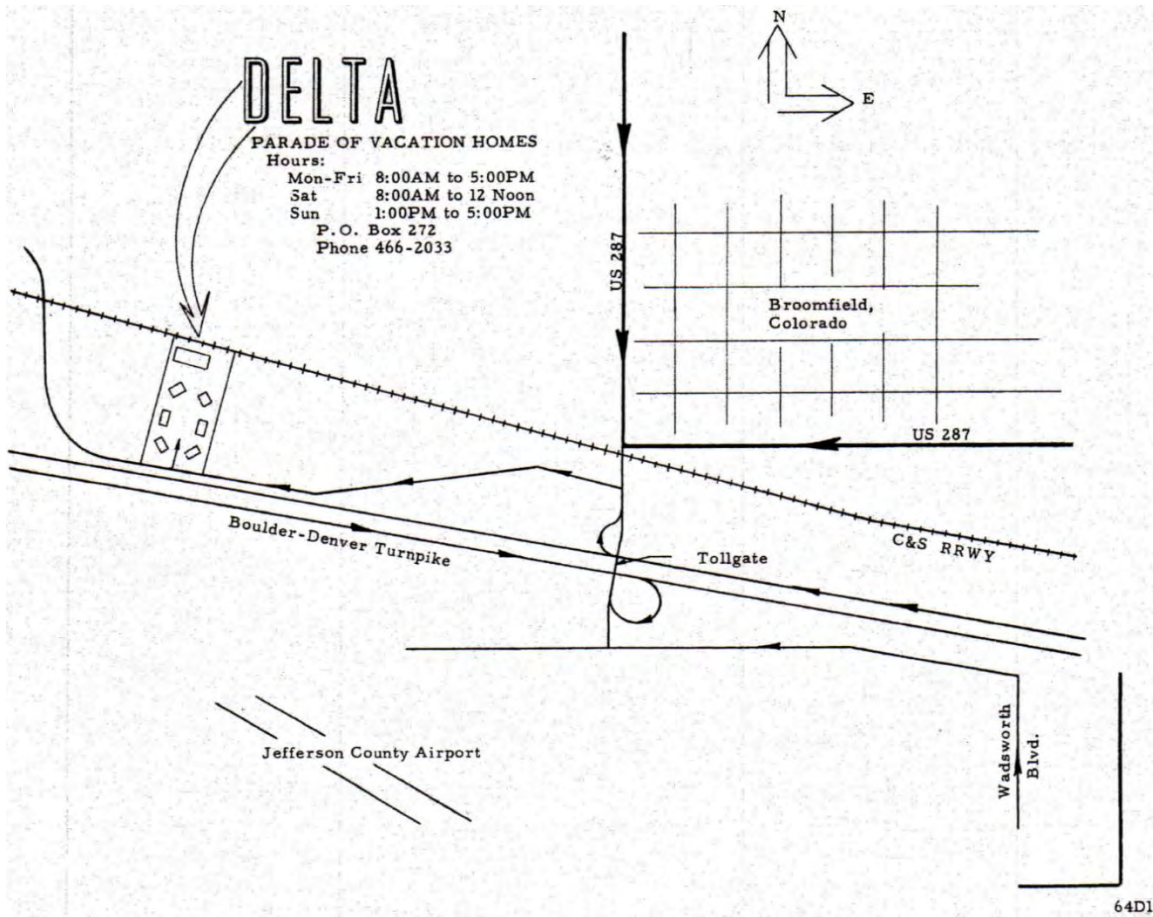 N
E
DELTA
PARADE OF VACATION HOMES
Hours:
Mon-Fri 8:00AM to 5:00PM
Sat 8:00AM to 12 Noon
Sun 1:00PM to 5:00PM
P.O. Box 272
Phone 466-2033
US 287
Broomfield,
Colorado
US 287
C&S RRWY
Boulder-Denver Turnpike
Tollgate
Jefferson County Airport
Wadsworth
Blvd.
64D1